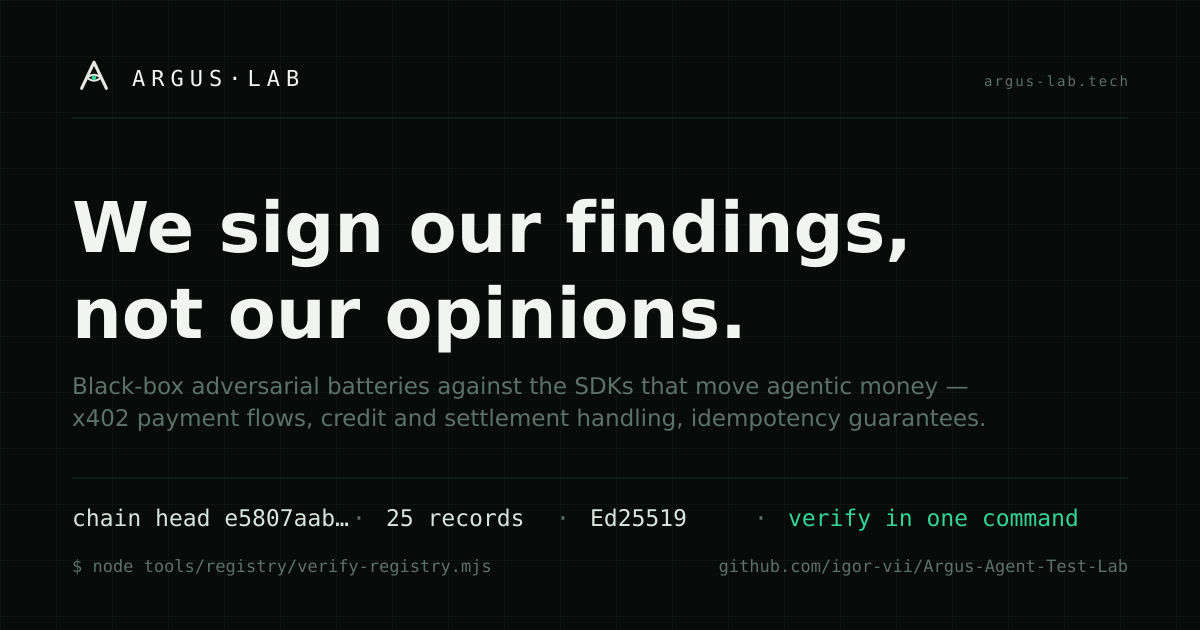 ARGUS·LAB
argus-lab.tech
We sign our findings,
not our opinions.
Black-box adversarial batteries against the SDKs that move agentic money —
x402 payment flows, credit and settlement handling, idempotency guarantees.
chain head e5807aab… · 25 records · Ed25519 · verify in one command
$ node tools/registry/verify-registry.mjs
github.com/igor-vii/Argus-Agent-Test-Lab